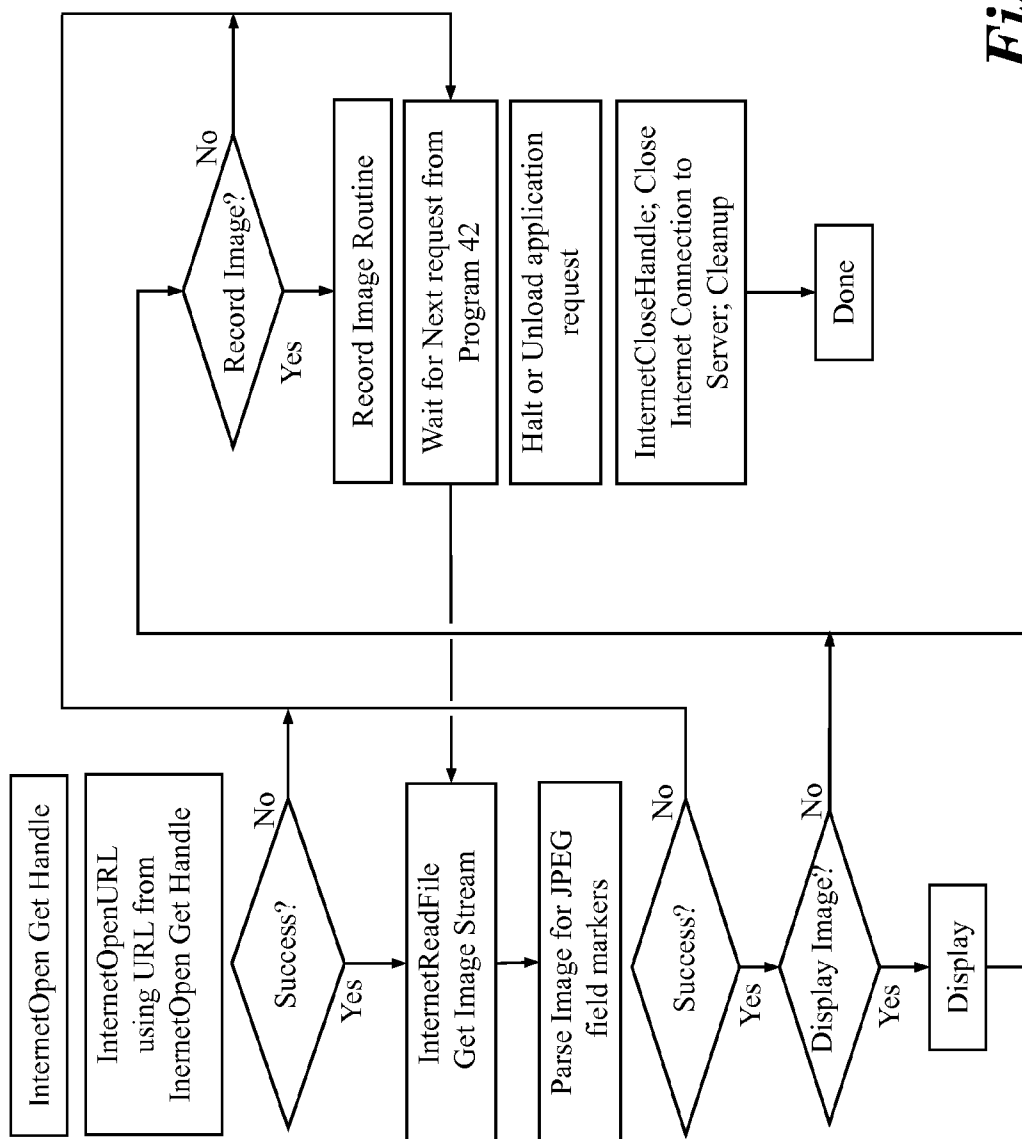 InternetOpen Get Handle
InternetOpenURL
using URL from
InernetOpen Get Handle
Success?
No
Yes
InternetReadFile
Get Image Stream
Parse Image for JPEG
field markers
Success?
No
Yes
Display Image?
No
Yes
Display
Record Image?
No
Yes
Record Image Routine
Wait for Next request from
Program 42
Halt or Unload application
request
InternetCloseHandle; Close
Internet Connection to
Server; Cleanup
Done